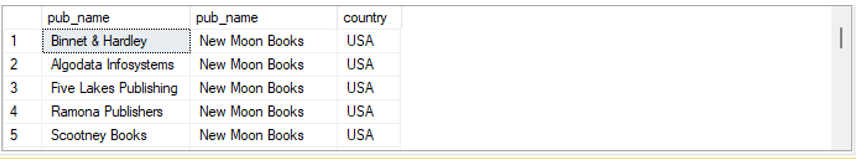 pub_name pub_name country
1 Binnet & Hardley New Moon Books USA
2 Algodata Infosystems New Moon Books USA
3 Five Lakes Publishing New Moon Books USA
4 Ramona Publishers New Moon Books USA
5 Scootney Books New Moon Books USA